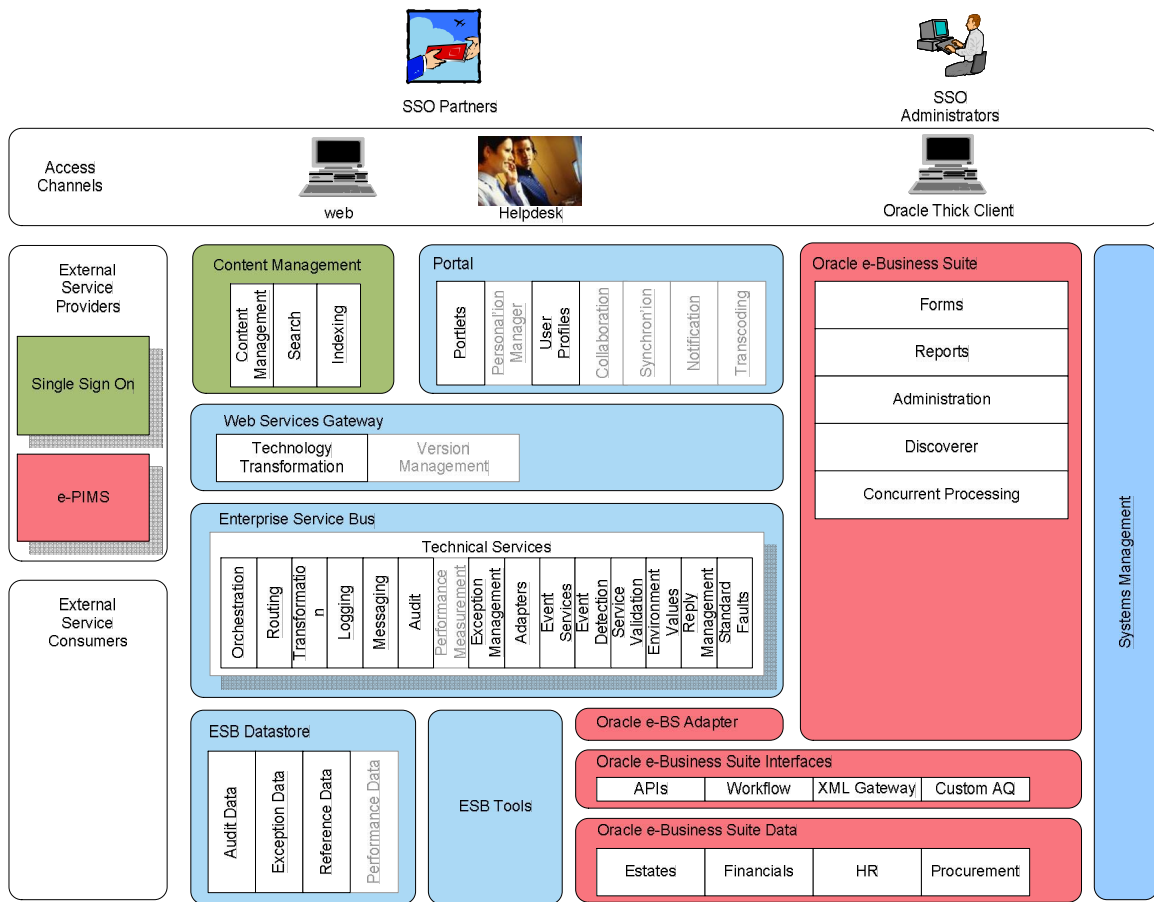 SSO Partners
SSO
Administrators
Access
Channels
web
Helpdesk
Oracle Thick Client
External
Service
Providers
Single Sign On
e-PIMS
External
Service
Consumers
Content Management
Content
Management
Search
Indexing
Portal
Portlets
Personal'ion
Manager
User
Profiles
Collaboration
Synchron'ion
Notification
Transcoding
Web Services Gateway
Technology
Transformation
Version
Management
Enterprise Service Bus
Technical Services
Orchestration
Routing
Transformatio
n
Logging
Messaging
Audit
Performance
Measurement
Exception
Management
Adapters
Event
Services
Event
Detection
Service
Validation
Environment
Values
Reply
Management
Standard
Faults
ESB Datastore
Audit Data
Exception Data
Reference Data
Performance Data
ESB Tools
Oracle e-Business Suite
Forms
Reports
Administration
Discoverer
Concurrent Processing
Oracle e-BS Adapter
Oracle e-Business Suite Interfaces
APIs
Workflow
XML Gateway
Custom AQ
Oracle e-Business Suite Data
Estates
Financials
HR
Procurement
Systems Management